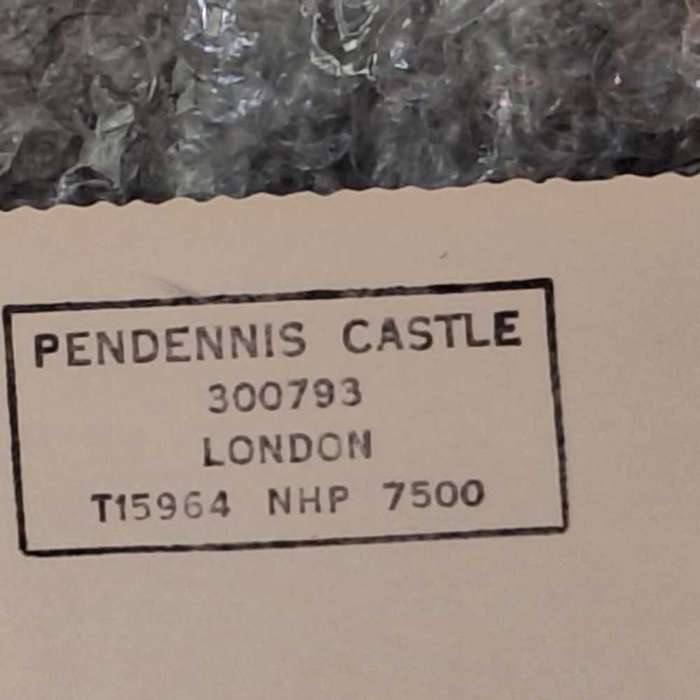 PENDENNIS CASTLE
300793
LONDON
T15964 NHP 7500